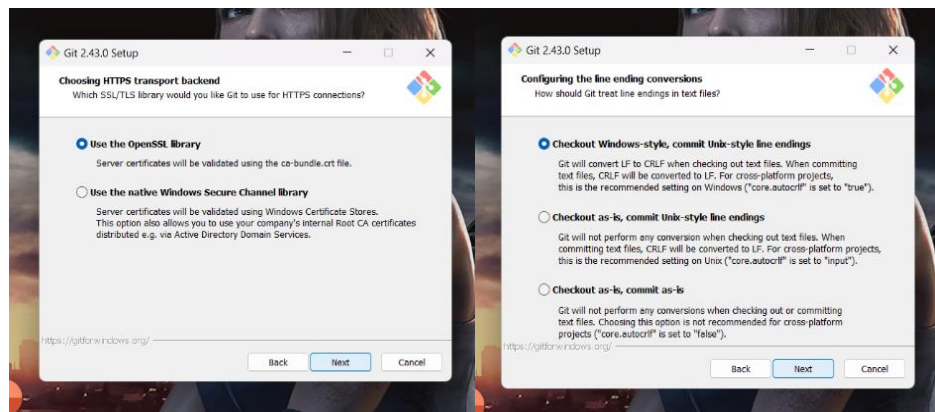 Git 2.43.0 Setup
Choosing HTTPS transport backend
Which SSL/TLS library would you like Git to use for HTTPS connections?
Use the OpenSSL library
Server certificates will be validated using the ca-bundle.crt file.
Use the native Windows Secure Channel library
Server certificates will be validated using Windows Certificate Stores.
This option also allows you to use your company's internal Root CA certificates
distributed e.g. via Active Directory Domain Services.
https://gitforwindows.org/
Back Next Cancel
Git 2.43.0 Setup
Configuring the line ending conversions
How should Git treat line endings in text files?
Checkout Windows-style, commit Unix-style line endings
Git will convert LF to CRLF when checking out text files. When committing
text files, CRLF will be converted to LF. For cross-platform projects,
this is the recommended setting on Windows ("core.autocrlf" is set to "true").
Checkout as-is, commit Unix-style line endings
Git will not perform any conversion when checking out text files. When
committing text files, CRLF will be converted to LF. For cross-platform projects,
this is the recommended setting on Unix ("core.autocrlf" is set to "input").
Checkout as-is, commit as-is
Git will not perform any conversions when checking out or committing
text files. Choosing this option is not recommended for cross-platform
projects ("core.autocrlf" is set to "false").
https://gitforwindows.org/
Back Next Cancel